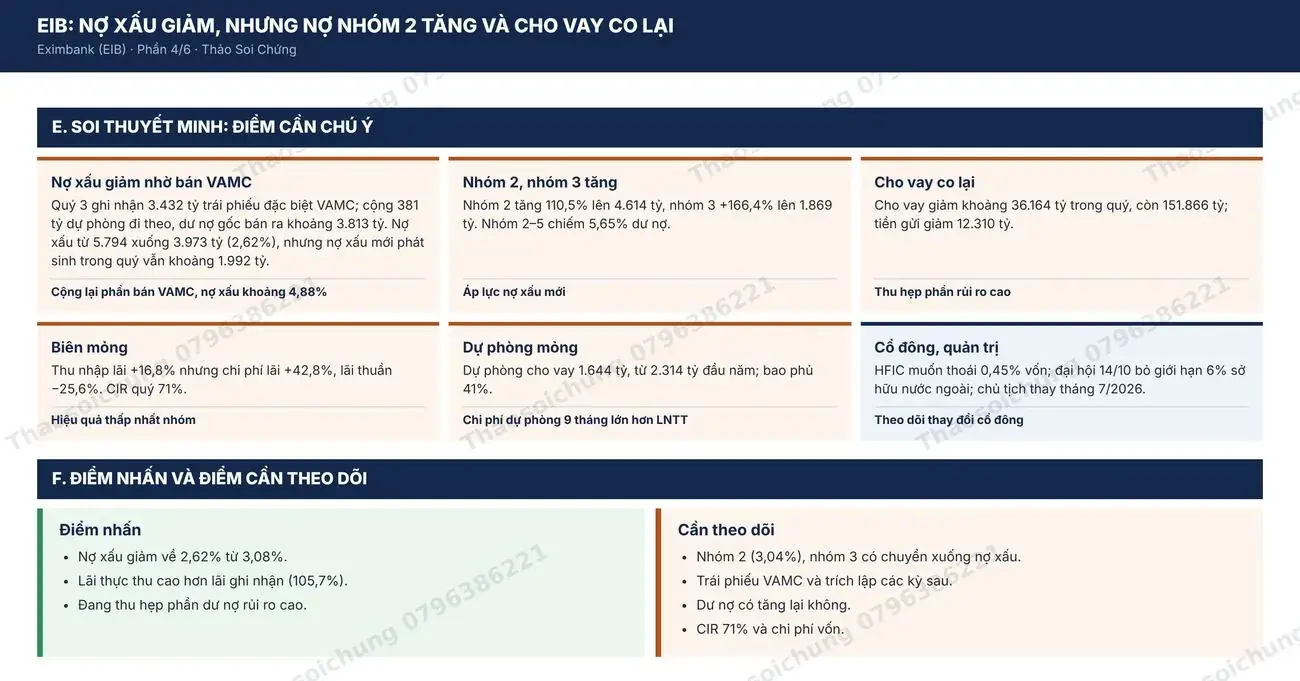 EIB: NỢ XẤU GIẢM, NHƯNG NỢ NHÓM 2 TĂNG VÀ CHO VAY CO LẠI
Eximbank (EIB) · Phần 4/6 · Thảo Soi Chứng
E. SOI THUYẾT MINH: ĐIỂM CẦN CHÚ Ý
Nợ xấu giảm nhờ bán VAMC
Quý 3 ghi nhận 3.432 tỷ trái phiếu đặc biệt VAMC; cộng 381
tỷ dự phòng đi theo, dư nợ gốc bán ra khoảng 3.813 tỷ. Nợ
xấu từ 5.794 xuống 3.973 tỷ (2,62%), nhưng nợ xấu mới phát
sinh trong quý vẫn khoảng 1.992 tỷ.
Cộng lại phần bán VAMC, nợ xấu khoảng 4,88%
Nhóm 2, nhóm 3 tăng
Nhóm 2 tăng 110,5% lên 4.614 tỷ, nhóm 3 +166,4% lên 1.869
tỷ. Nhóm 2–5 chiếm 5,65% dư nợ.
Áp lực nợ xấu mới
Cho vay co lại
Cho vay giảm khoảng 36.164 tỷ trong quý, còn 151.866 tỷ;
tiền gửi giảm 12.310 tỷ.
Thu hẹp phần rủi ro cao
Biên mỏng
Thu nhập lãi +16,8% nhưng chi phí lãi +42,8%, lãi thuần
−25,6%. CIR quý 71%.
Hiệu quả thấp nhất nhóm
Dự phòng mỏng
Dự phòng cho vay 1.644 tỷ, từ 2.314 tỷ đầu năm; bao phủ
41%.
Chi phí dự phòng 9 tháng lớn hơn LNTT
Cổ đông, quản trị
HFIC muốn thoái 0,45% vốn; đại hội 14/10 bỏ giới hạn 6% sở
hữu nước ngoài; chủ tịch thay tháng 7/2026.
Theo dõi thay đổi cổ đông
F. ĐIỂM NHẤN VÀ ĐIỂM CẦN THEO DÕI
Điểm nhấn
• Nợ xấu giảm về 2,62% từ 3,08%.
• Lãi thực thu cao hơn lãi ghi nhận (105,7%).
• Đang thu hẹp phần dư nợ rủi ro cao.
Cần theo dõi
• Nhóm 2 (3,04%), nhóm 3 có chuyển xuống nợ xấu.
• Trái phiếu VAMC và trích lập các kỳ sau.
• Dư nợ có tăng lại không.
• CIR 71% và chi phí vốn.
Thaosoichung 0796386221